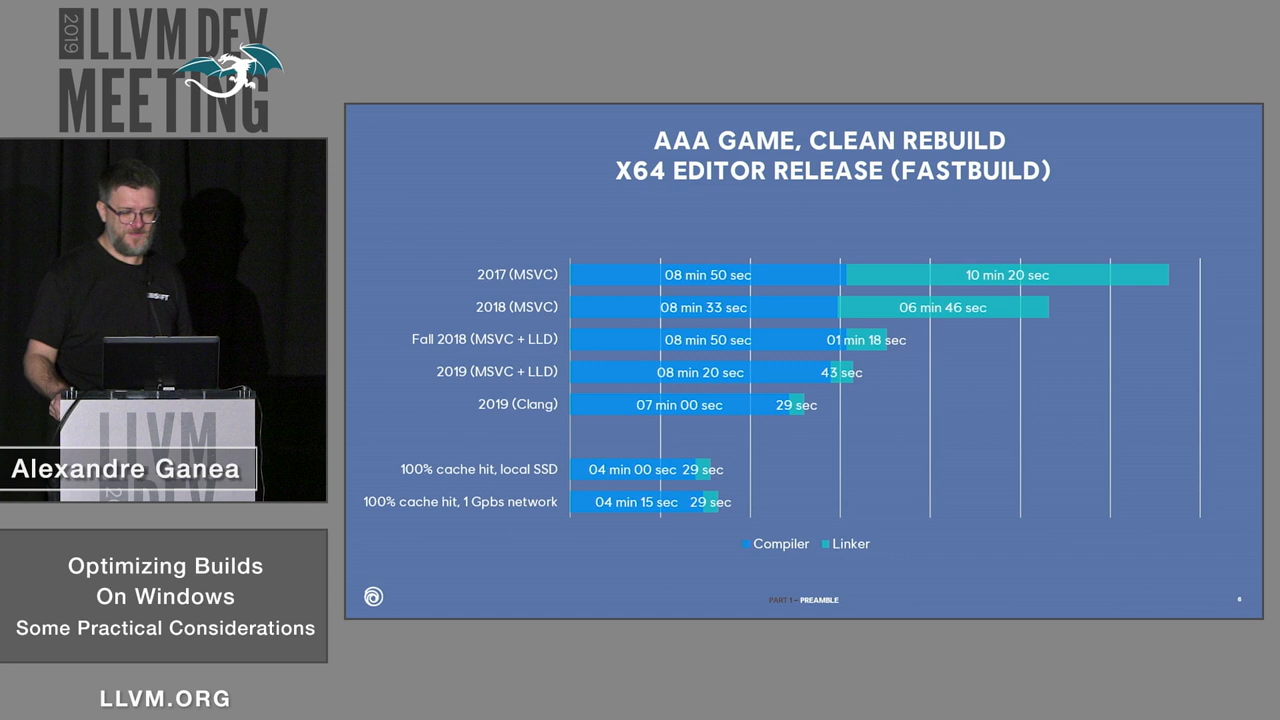 2019
LLVM DEV
MEETING
AAA GAME, CLEAN REBUILD
X64 EDITOR RELEASE (FASTBUILD)
2017 (MSVC) 08 min 50 sec 10 min 20 sec
2018 (MSVC) 08 min 33 sec 06 min 46 sec
Fall 2018 (MSVC + LLD) 08 min 50 sec 01 min 18 sec
2019 (MSVC + LLD) 08 min 20 sec 43 sec
2019 (Clang) 07 min 00 sec 29 sec
100% cache hit, local SSD 04 min 00 sec 29 sec
100% cache hit, 1 Gpbs network 04 min 15 sec 29 sec
Compiler Linker
PART 1 – PREAMBLE
6
LLVM
Alexandre Ganea
Optimizing Builds
On Windows
Some Practical Considerations
LLVM.ORG